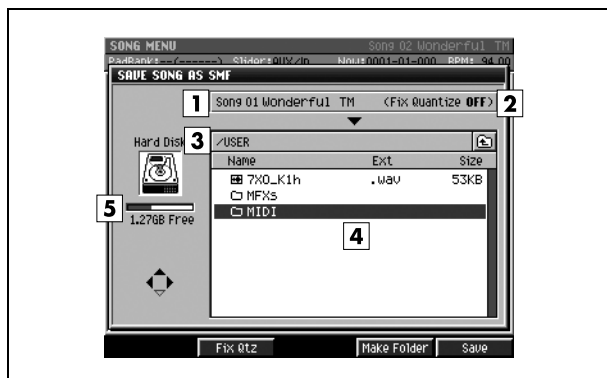 SONG MENU Song 02 Wonderful TM
PadBank:--(------) Slider:AUX/In Now:0001-01-000 BPM: 94.00
SAVE SONG AS SMF
1 Song 01 Wonderful TM (Fix Quantize OFF) 2
Hard Disk 3 /USER
Name Ext Size
7XO_K1h .wav 53KB
MFXs
MIDI
4
5
1.27GB Free
Fix Qtz Make Folder Save